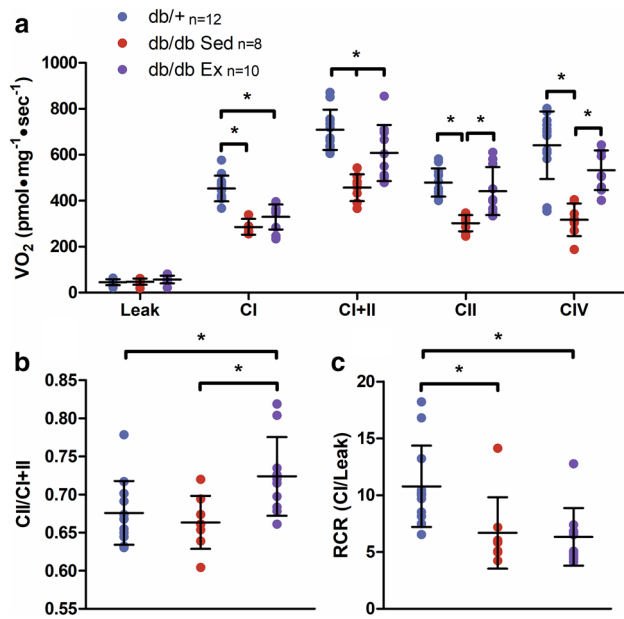 a
db/+ n=12
db/db Sed n=8
db/db Ex n=10
VO2 (pmol•mg-1•sec-1)
1000
800
600
400
200
0
* * * * * * *
Leak CI CI+II CII CIV
b
CII/CI+II
0.85
0.80
0.75
0.70
0.65
0.60
0.55
* *
c
RCR (CI/Leak)
20
15
10
5
0
* *